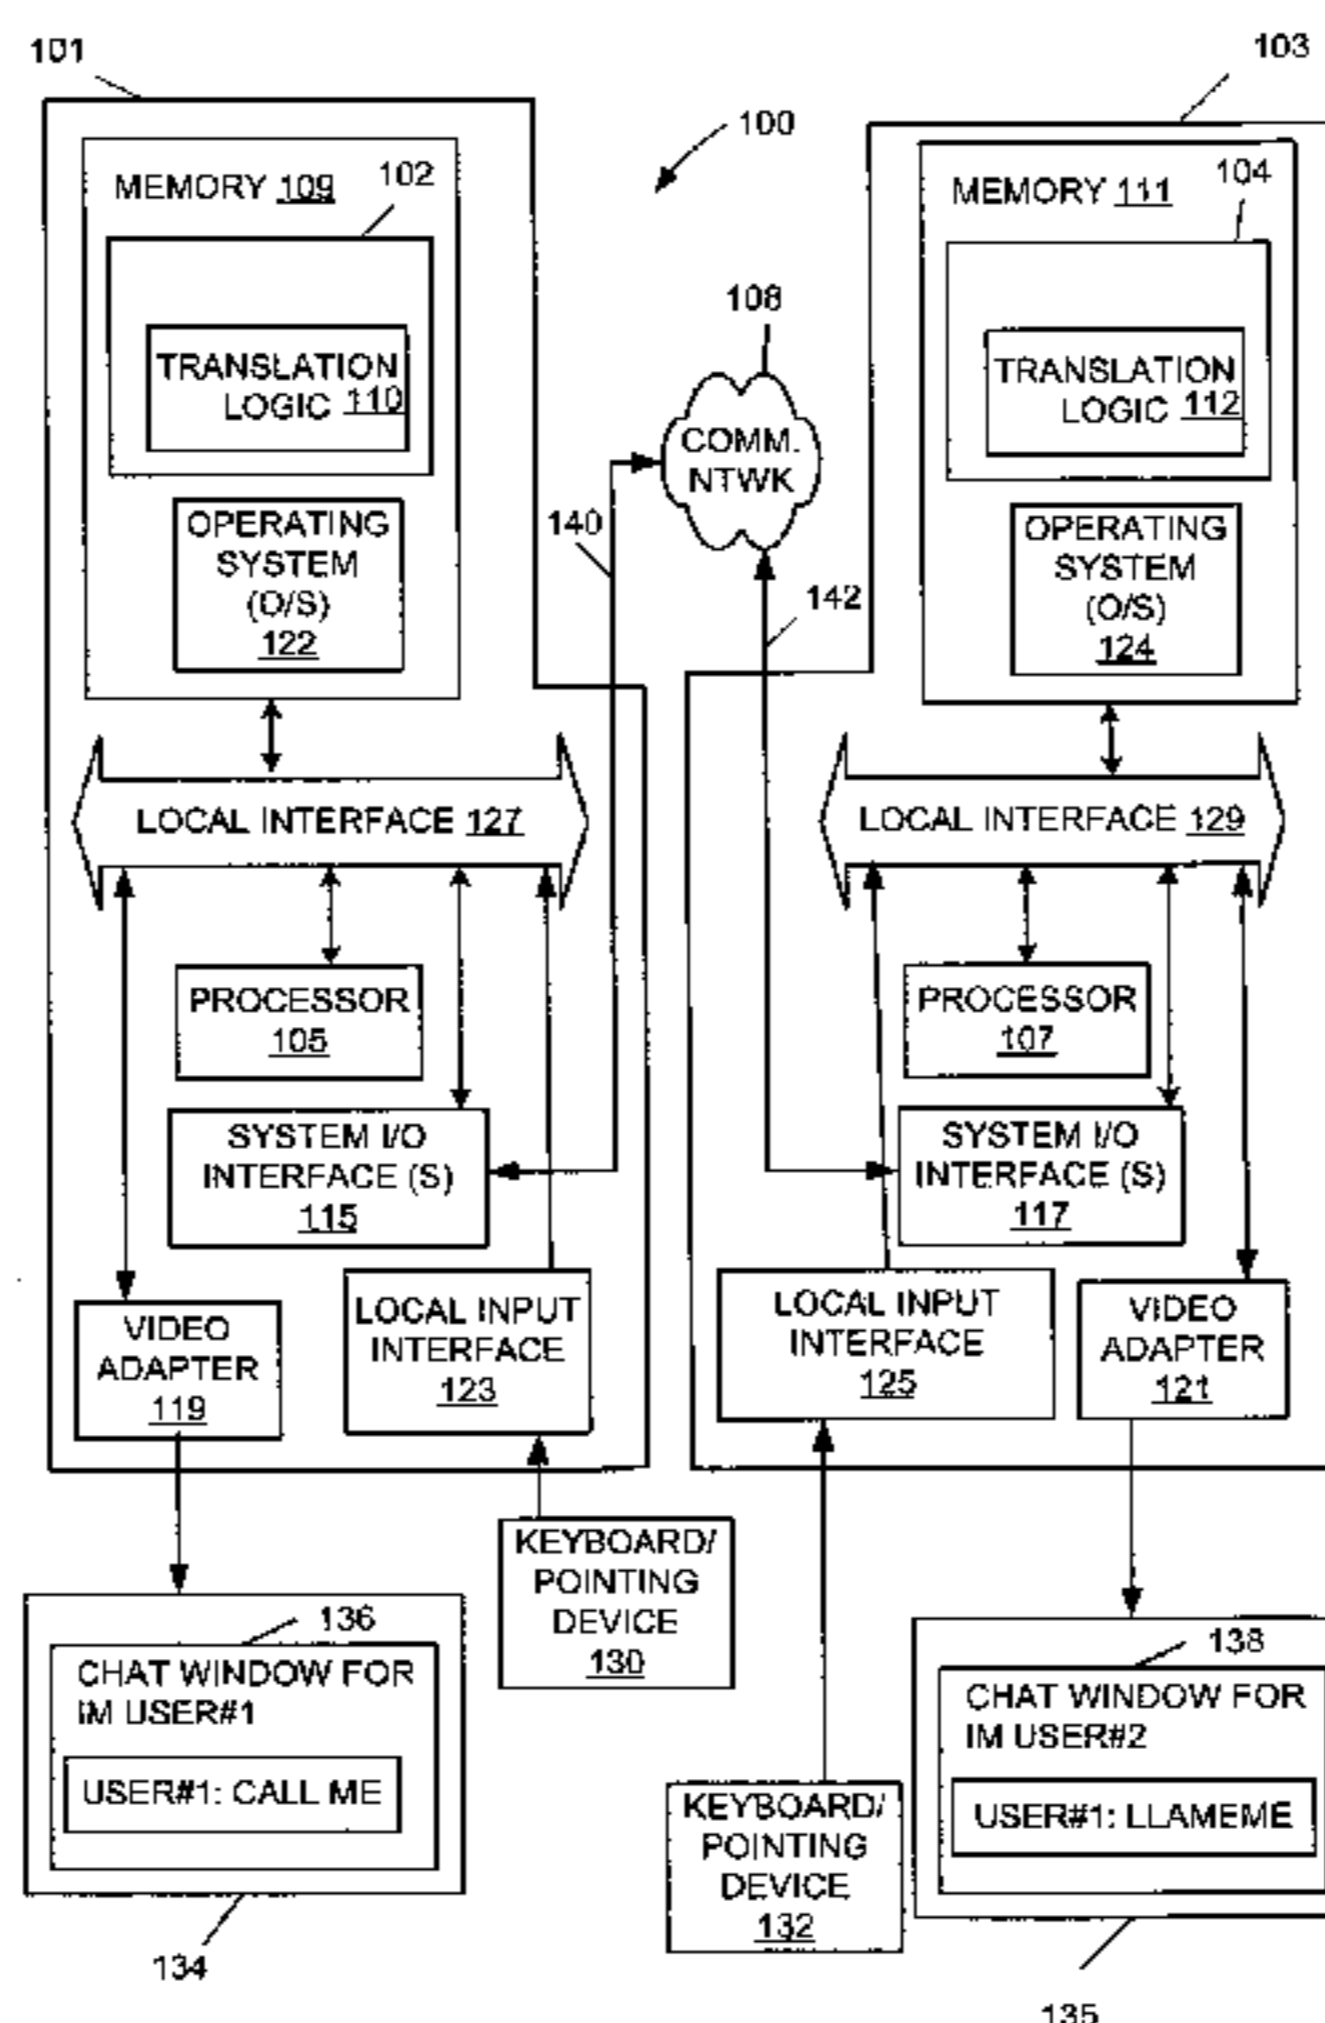 101
103
100
MEMORY 109
102
MEMORY 111
104
TRANSLATION
LOGIC 110
TRANSLATION
LOGIC 112
108
COMM.
NTWK
OPERATING
SYSTEM
(O/S)
122
140
142
OPERATING
SYSTEM
(O/S)
124
LOCAL INTERFACE 127
LOCAL INTERFACE 129
PROCESSOR
105
PROCESSOR
107
SYSTEM I/O
INTERFACE (S)
115
SYSTEM I/O
INTERFACE (S)
117
VIDEO
ADAPTER
119
LOCAL INPUT
INTERFACE
123
LOCAL INPUT
INTERFACE
125
VIDEO
ADAPTER
121
KEYBOARD/
POINTING
DEVICE
130
136
CHAT WINDOW FOR
IM USER#1
USER#1: CALL ME
134
KEYBOARD/
POINTING
DEVICE
132
138
CHAT WINDOW FOR
IM USER#2
USER#1: LLAMEME
135